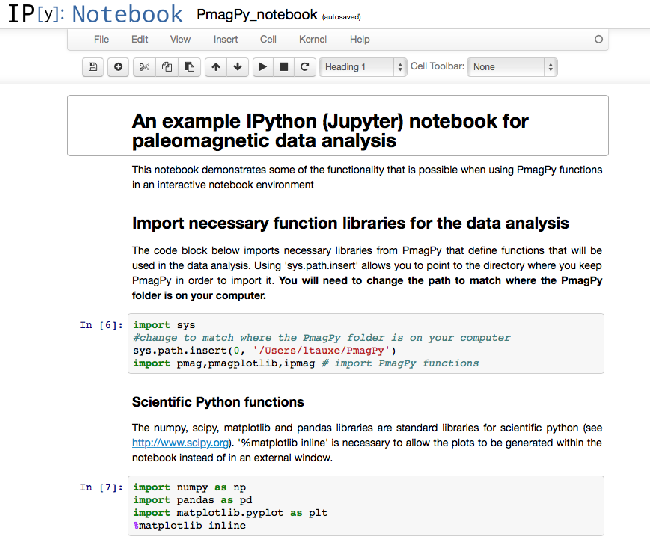 IP[y]: Notebook PmagPy_notebook (autosaved)
File Edit View Insert Cell Kernel Help
Heading 1 Cell Toolbar: None
An example IPython (Jupyter) notebook for
paleomagnetic data analysis
This notebook demonstrates some of the functionality that is possible when using PmagPy functions
in an interactive notebook environment
Import necessary function libraries for the data analysis
The code block below imports necessary libraries from PmagPy that define functions that will be
used in the data analysis. Using 'sys.path.insert' allows you to point to the directory where you keep
PmagPy in order to import it. You will need to change the path to match where the PmagPy
folder is on your computer.
In [6]: import sys
#change to match where the PmagPy folder is on your computer
sys.path.insert(0, '/Users/ltauxe/PmagPy')
import pmag,pmagplotlib,ipmag # import PmagPy functions
Scientific Python functions
The numpy, scipy, matplotlib and pandas libraries are standard libraries for scientific python (see
http://www.scipy.org). '%matplotlib inline' is necessary to allow the plots to be generated within the
notebook instead of in an external window.
In [7]: import numpy as np
import pandas as pd
import matplotlib.pyplot as plt
%matplotlib inline